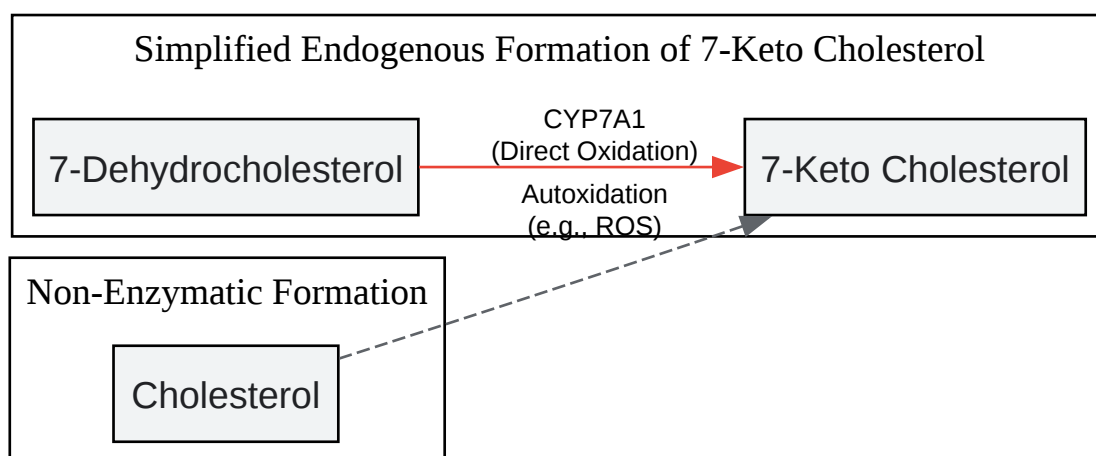 Simplified Endogenous Formation of 7-Keto Cholesterol
7-Dehydrocholesterol
CYP7A1
(Direct Oxidation)
7-Keto Cholesterol
Autoxidation
(e.g., ROS)
Non-Enzymatic Formation
Cholesterol